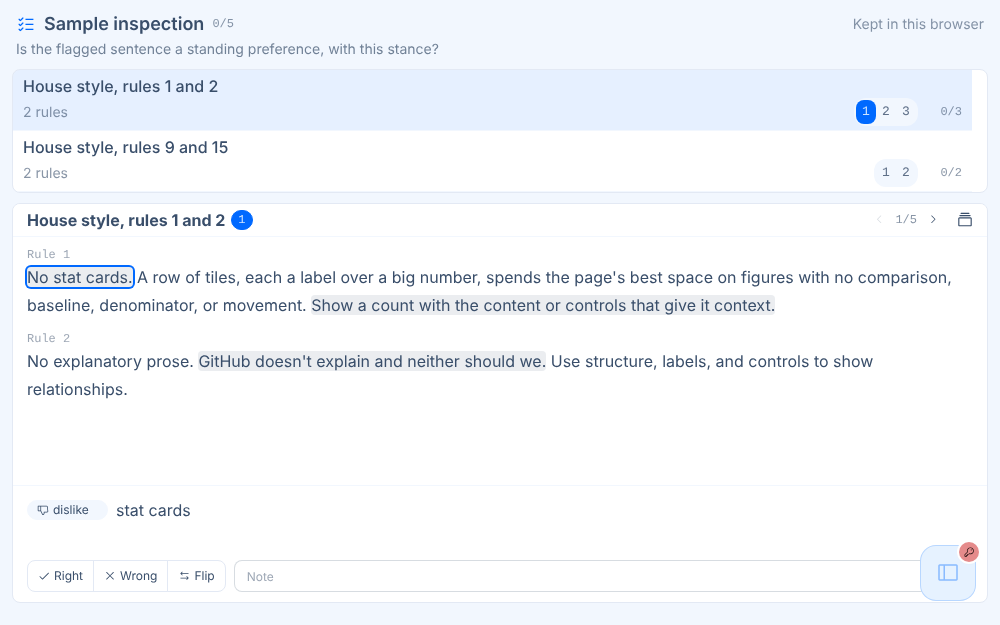 Sample inspection 0/5 Kept in this browser
Is the flagged sentence a standing preference, with this stance?
House style, rules 1 and 2
2 rules 1 2 3 0/3
House style, rules 9 and 15
2 rules 1 2 0/2
House style, rules 1 and 2 1 1/5
Rule 1
No stat cards. A row of tiles, each a label over a big number, spends the page's best space on figures with no comparison,
baseline, denominator, or movement. Show a count with the content or controls that give it context.
Rule 2
No explanatory prose. GitHub doesn't explain and neither should we. Use structure, labels, and controls to show
relationships.
dislike stat cards
Right Wrong Flip Note